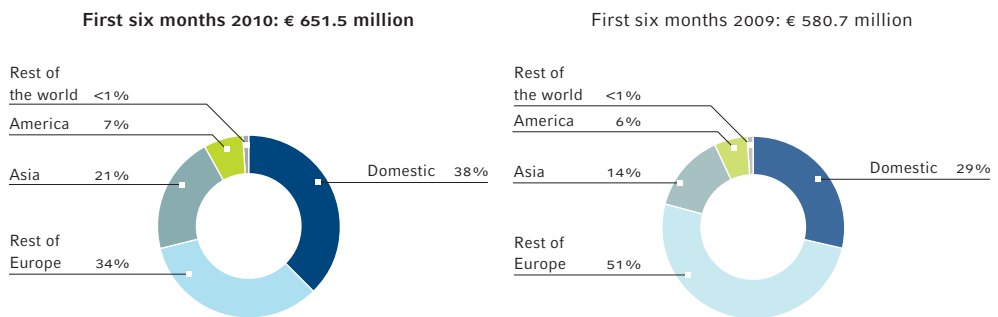 First six months 2010: € 651.5 million
Rest of
the world <1%
America 7%
Asia 21%
Domestic 38%
Rest of
Europe 34%
First six months 2009: € 580.7 million
Rest of
the world <1%
America 6%
Asia 14%
Domestic 29%
Rest of
Europe 51%